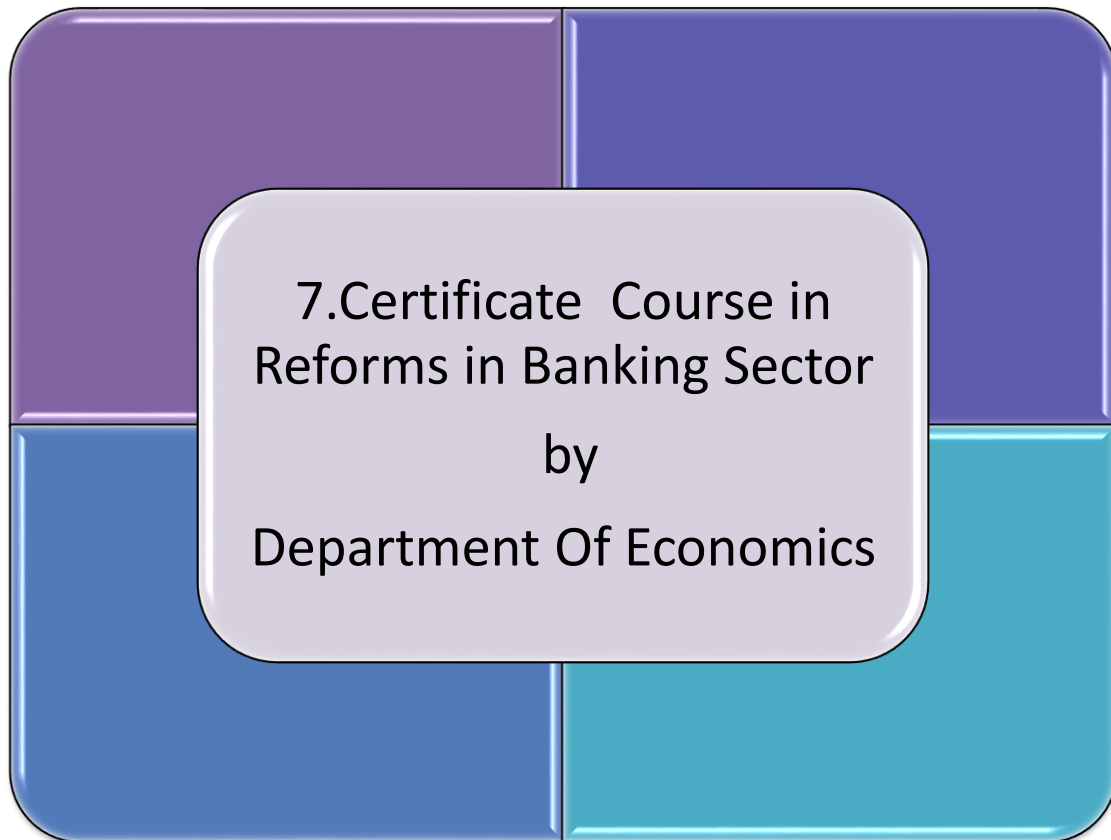 7.Certificate  Course in
Reforms in Banking Sector
by
Department Of Economics